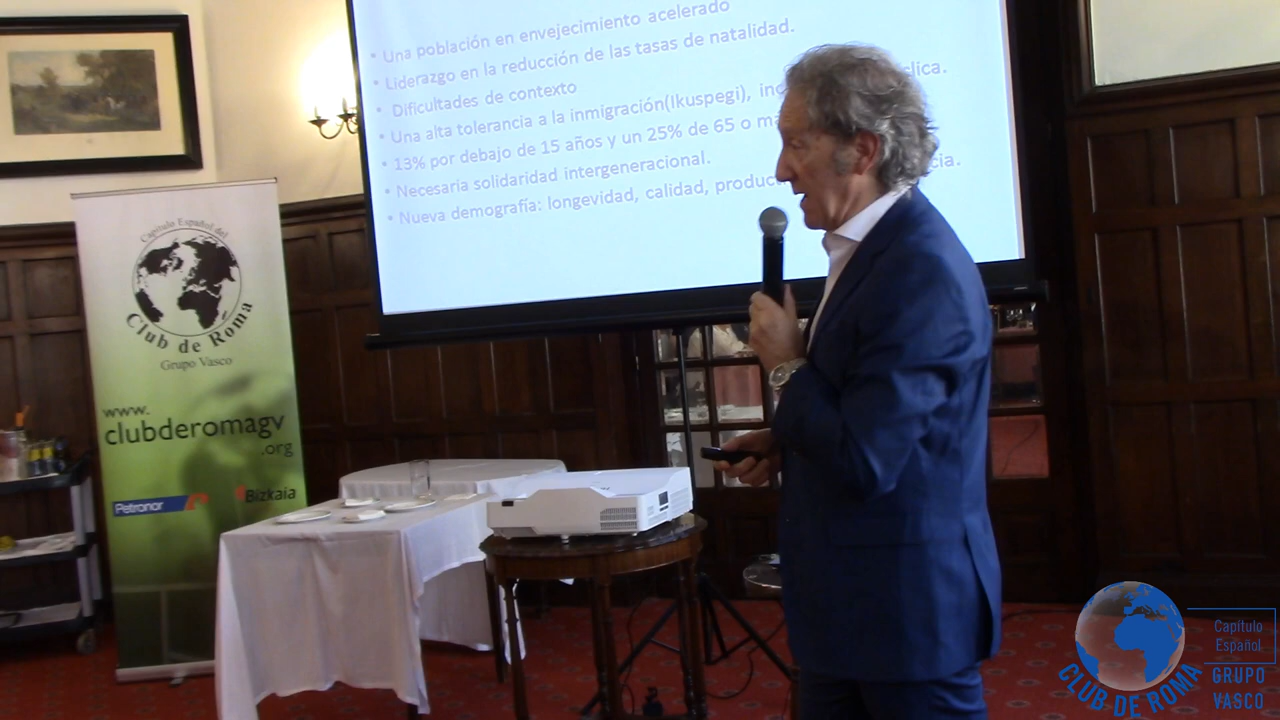 • Una población en envejecimiento acelerado
• Liderazgo en la reducción de las tasas de natalidad.
• Dificultades de contexto
• Una alta tolerancia a la inmigración(Ikuspegi), clica.
• 13% por debajo de 15 años y un 25% de 65 o
• Necesaria solidaridad intergeneracional.
• Nueva demografía: longevidad, calidad, cia.
Capítulo Español del
Club de Roma
Grupo Vasco
www.
clubderomagv
.org
Petronor
Bizkaia
CLUB DE ROMA
Capítulo
Español
GRUPO
VASCO